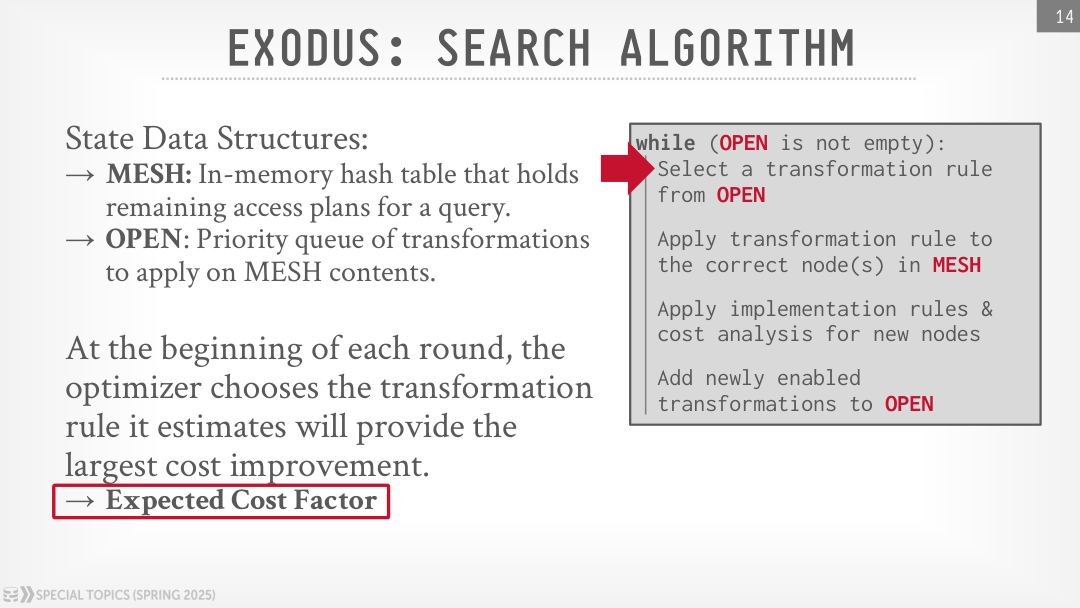 14
EXODUS: SEARCH ALGORITHM
State Data Structures:
→ MESH: In-memory hash table that holds
remaining access plans for a query.
→ OPEN: Priority queue of transformations
to apply on MESH contents.
At the beginning of each round, the
optimizer chooses the transformation
rule it estimates will provide the
largest cost improvement.
→ Expected Cost Factor
while (OPEN is not empty):
Select a transformation rule
from OPEN
Apply transformation rule to
the correct node(s) in MESH
Apply implementation rules &
cost analysis for new nodes
Add newly enabled
transformations to OPEN
SPECIAL TOPICS (SPRING 2025)